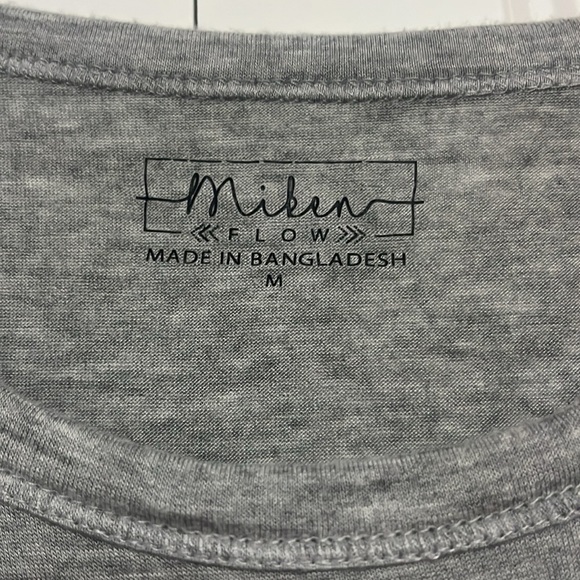 Miken
<<< FLOW >>>
MADE IN BANGLADESH
M